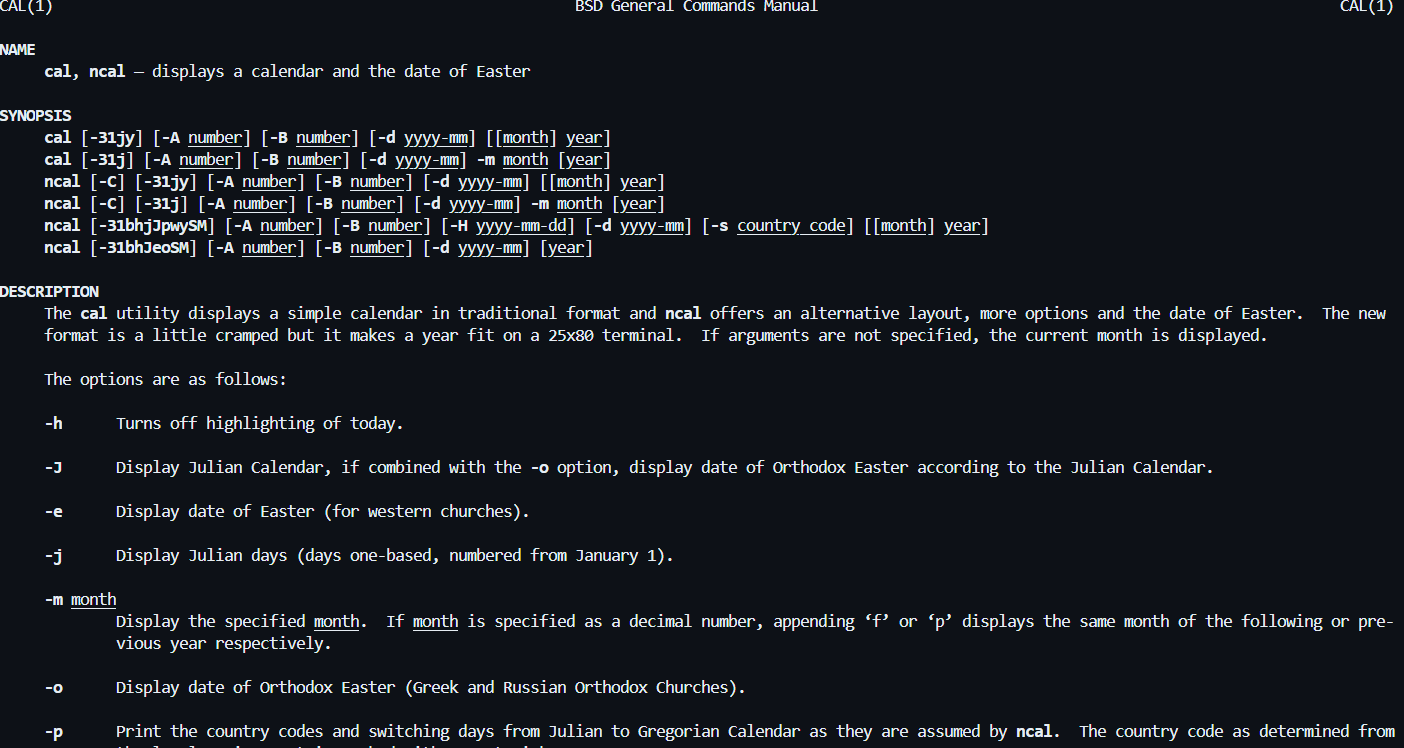 CAL(1) BSD General Commands Manual CAL(1)
NAME
cal, ncal — displays a calendar and the date of Easter
SYNOPSIS
cal [-31jy] [-A number] [-B number] [-d yyyy-mm] [[month] year]
cal [-31j] [-A number] [-B number] [-d yyyy-mm] -m month [year]
ncal [-C] [-31jy] [-A number] [-B number] [-d yyyy-mm] [[month] year]
ncal [-C] [-31j] [-A number] [-B number] [-d yyyy-mm] -m month [year]
ncal [-31bhjJpwySM] [-A number] [-B number] [-H yyyy-mm-dd] [-d yyyy-mm] [-s country_code] [[month] year]
ncal [-31bhJeoSM] [-A number] [-B number] [-d yyyy-mm] [year]
DESCRIPTION
The cal utility displays a simple calendar in traditional format and ncal offers an alternative layout, more options and the date of Easter. The new
format is a little cramped but it makes a year fit on a 25x80 terminal. If arguments are not specified, the current month is displayed.
The options are as follows:
-h Turns off highlighting of today.
-J Display Julian Calendar, if combined with the -o option, display date of Orthodox Easter according to the Julian Calendar.
-e Display date of Easter (for western churches).
-j Display Julian days (days one-based, numbered from January 1).
-m month
Display the specified month. If month is specified as a decimal number, appending ‘f’ or ‘p’ displays the same month of the following or pre-
vious year respectively.
-o Display date of Orthodox Easter (Greek and Russian Orthodox Churches).
-p Print the country codes and switching days from Julian to Gregorian Calendar as they are assumed by ncal. The country code as determined from